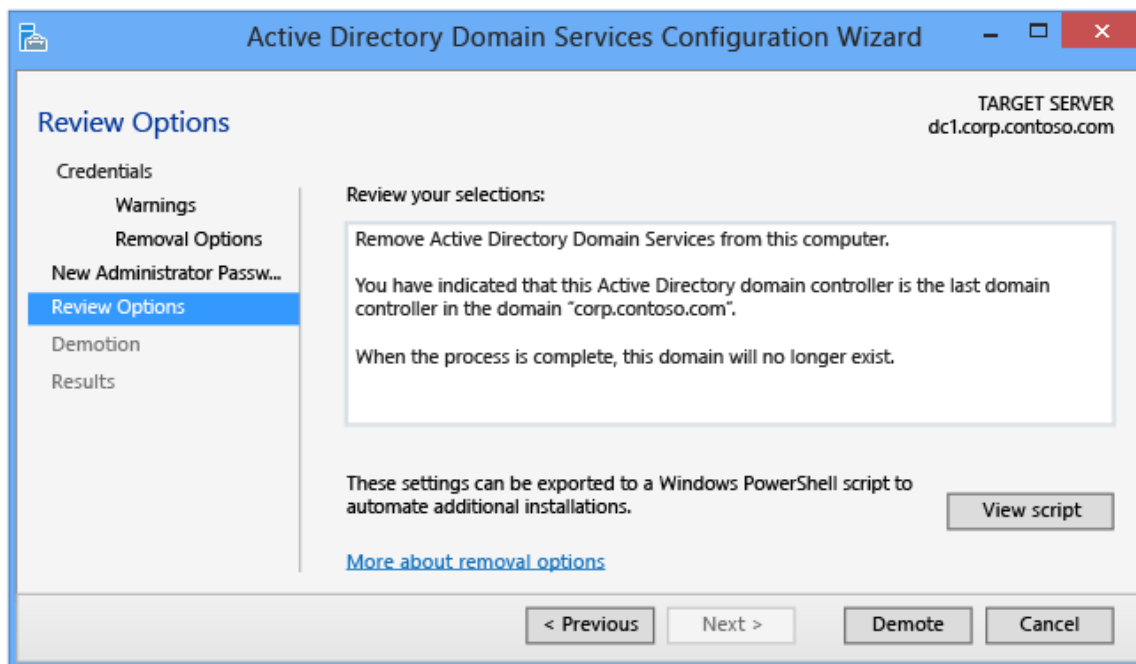 Active Directory Domain Services Configuration Wizard
Review Options
TARGET SERVER
dc1.corp.contoso.com
Credentials
Warnings
Removal Options
New Administrator Passw...
Review Options
Demotion
Results
Review your selections:
Remove Active Directory Domain Services from this computer.
You have indicated that this Active Directory domain controller is the last domain
controller in the domain “corp.contoso.com”.
When the process is complete, this domain will no longer exist.
These settings can be exported to a Windows PowerShell script to
automate additional installations.
View script
More about removal options
< Previous
Next >
Demote
Cancel